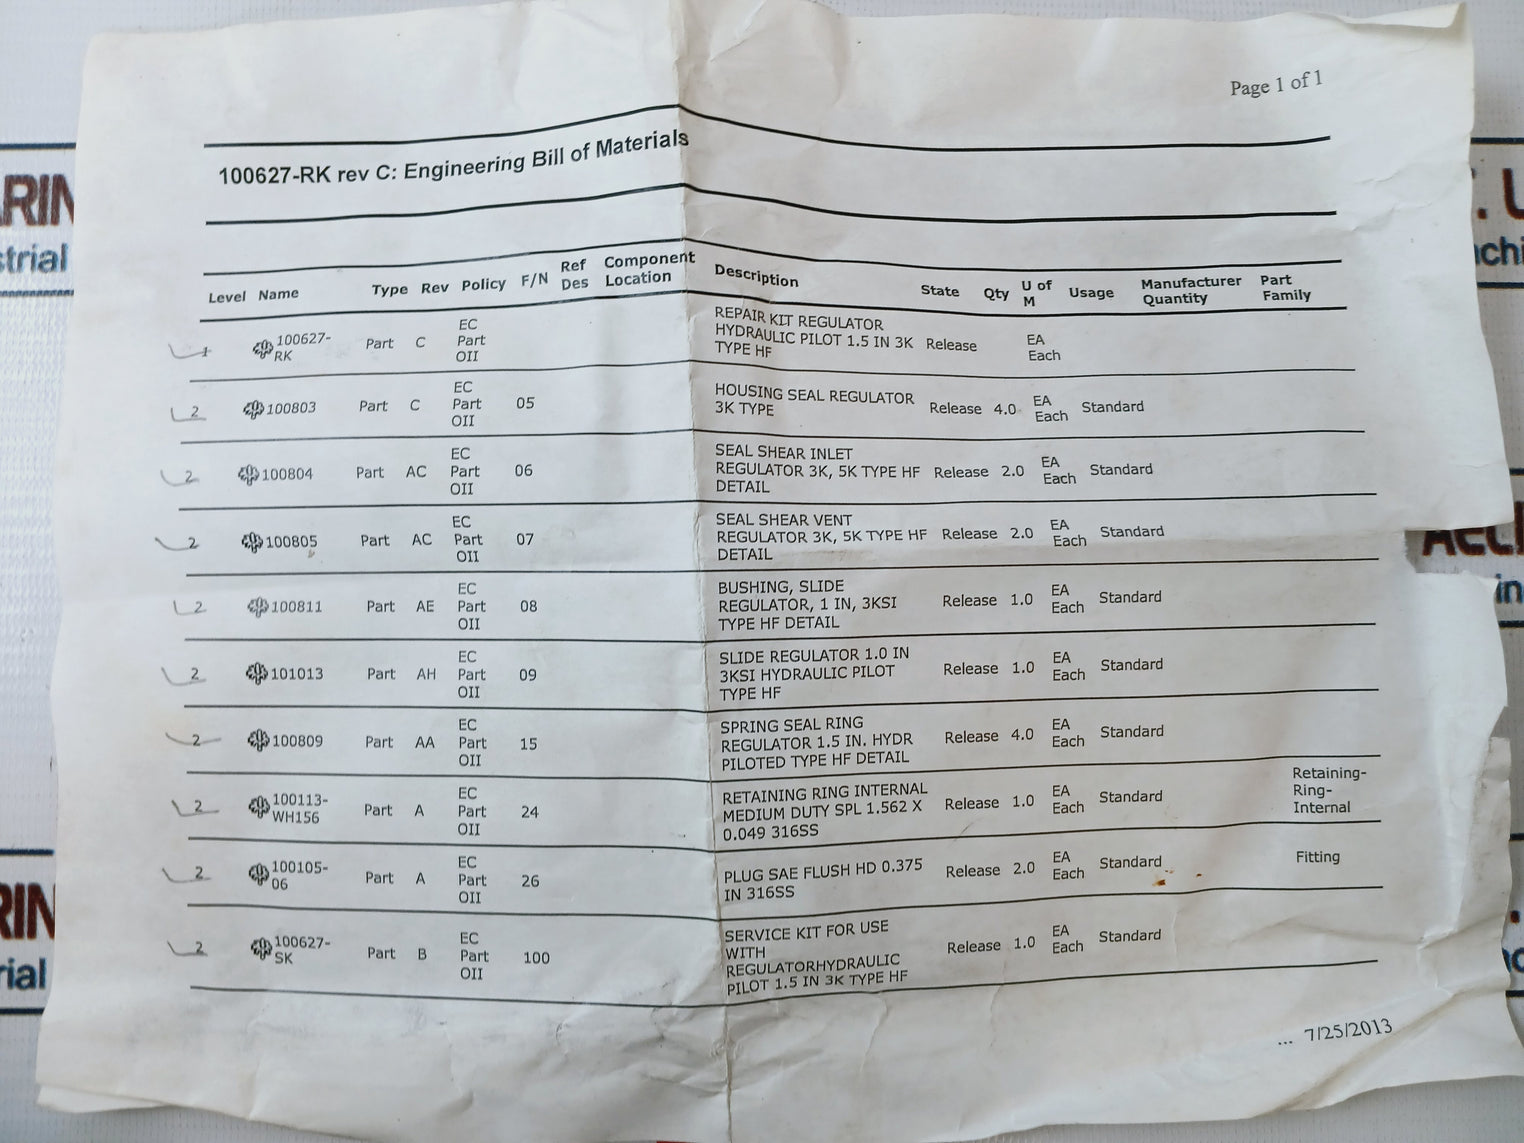 Page 1 of 1
100627-RK rev C: Engineering Bill of Materials
Level Name Type Rev Policy F/N Ref Des Component Location Description State Qty U of M Usage Manufacturer Quantity Part Family
1 100627-RK Part C EC Part OII REPAIR KIT REGULATOR HYDRAULIC PILOT 1.5 IN 3K TYPE HF Release EA Each
2 100803 Part C EC Part OII 05 HOUSING SEAL REGULATOR 3K TYPE Release 4.0 EA Each Standard
2 100804 Part AC EC Part OII 06 SEAL SHEAR INLET REGULATOR 3K, 5K TYPE HF DETAIL Release 2.0 EA Each Standard
2 100805 Part AC EC Part OII 07 SEAL SHEAR VENT REGULATOR 3K, 5K TYPE HF DETAIL Release 2.0 EA Each Standard
2 100811 Part AE EC Part OII 08 BUSHING, SLIDE REGULATOR, 1 IN, 3KSI TYPE HF DETAIL Release 1.0 EA Each Standard
2 101013 Part AH EC Part OII 09 SLIDE REGULATOR 1.0 IN 3KSI HYDRAULIC PILOT TYPE HF Release 1.0 EA Each Standard
2 100809 Part AA EC Part OII 15 SPRING SEAL RING REGULATOR 1.5 IN. HYDR PILOTED TYPE HF DETAIL Release 4.0 EA Each Standard
2 100113-WH156 Part A EC Part OII 24 RETAINING RING INTERNAL MEDIUM DUTY SPL 1.562 X 0.049 316SS Release 1.0 EA Each Standard Retaining-Ring-Internal
2 100105-06 Part A EC Part OII 26 PLUG SAE FLUSH HD 0.375 IN 316SS Release 2.0 EA Each Standard Fitting
2 100627-SK Part B EC Part OII 100 SERVICE KIT FOR USE WITH REGULATORHYDRAULIC PILOT 1.5 IN 3K TYPE HF Release 1.0 EA Each Standard
... 7/25/2013